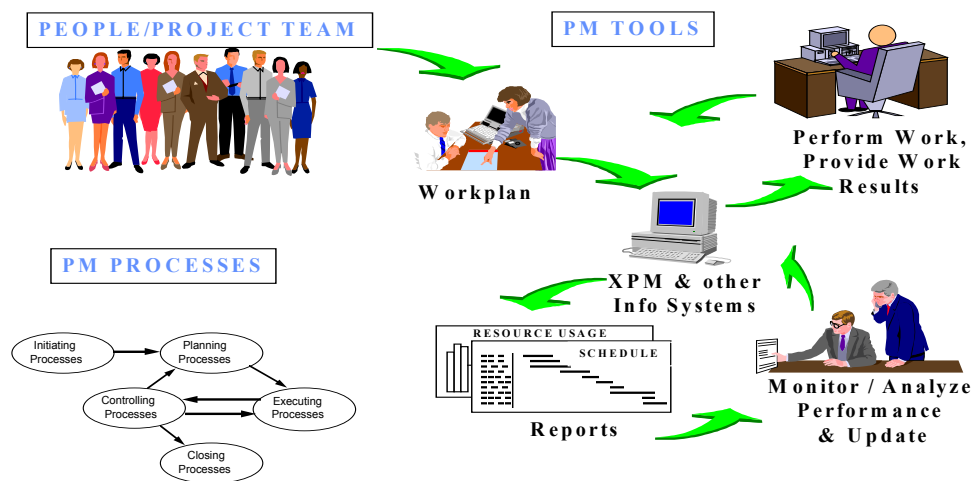 PEOPLE/PROJECT TEAM
PM TOOLS
Workplan
Perform Work,
Provide Work
Results
XPM & other
Info Systems
RESOURCE USAGE
SCHEDULE
Reports
Monitor / Analyze
Performance
& Update
PM PROCESSES
Initiating
Processes
Planning
Processes
Controlling
Processes
Executing
Processes
Closing
Processes